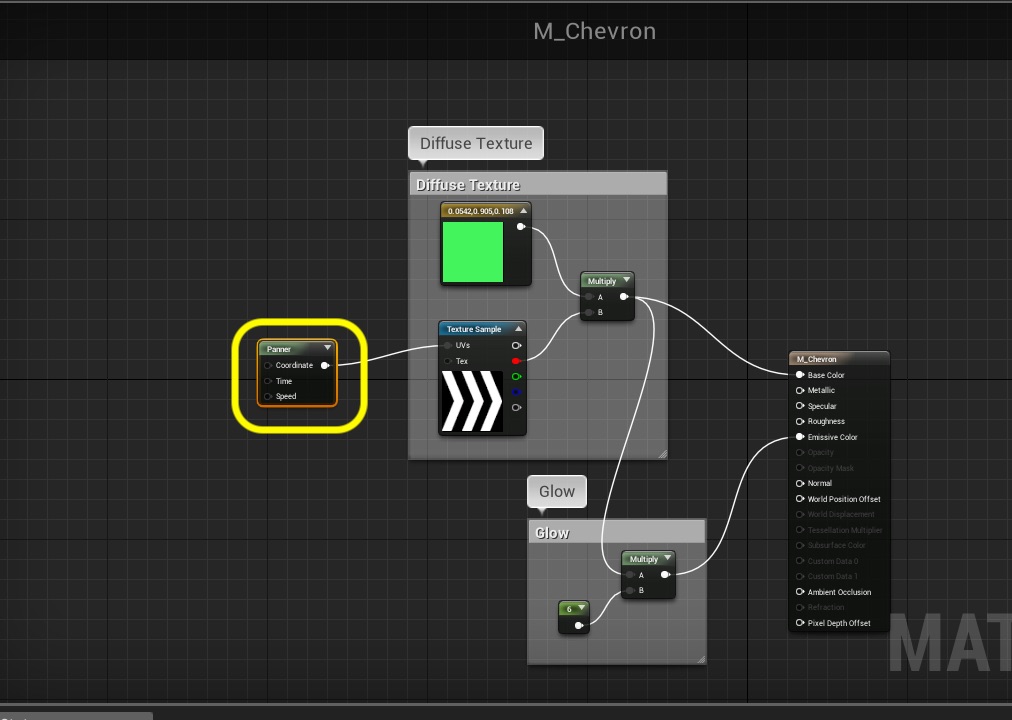 M_Chevron
Diffuse Texture
Diffuse Texture
0.0542,0.905,0.108
Multiply
A
B
Texture Sample
UVs
Tex
Panner
Coordinate
Time
Speed
M_Chevron
Base Color
Metallic
Specular
Roughness
Emissive Color
Opacity
Opacity Mask
Normal
World Position Offset
World Displacement
Tessellation Multiplier
Subsurface Color
Custom Data 0
Custom Data 1
Ambient Occlusion
Refraction
Pixel Depth Offset
Glow
Glow
Multiply
A
B
6
MAT